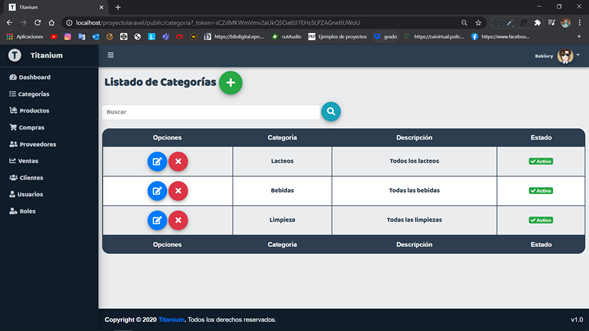 Titanium
localhost/proyectolaravel/public/categoria?_token=
Aplicaciones
YouTube
https://bibdigital.epn...
outAudio
Ejemplos de proyectos
grado
https://caivirtual.polic...
https://www.faceboo...
Titanium
Baklury
Dashboard
Categorías
Productos
Compras
Proveedores
Ventas
Clientes
Usuarios
Roles
Listado de Categorías
Buscar
Opciones Categoría Descripción Estado
Lacteos Todos los lacteos Activo
Bebidas Todas las bebidas Activo
Limpieza Todas las limpiezas Activo
Opciones Categoría Descripción Estado
Copyright © 2020 Titanium. Todos los derechos reservados. v1.0